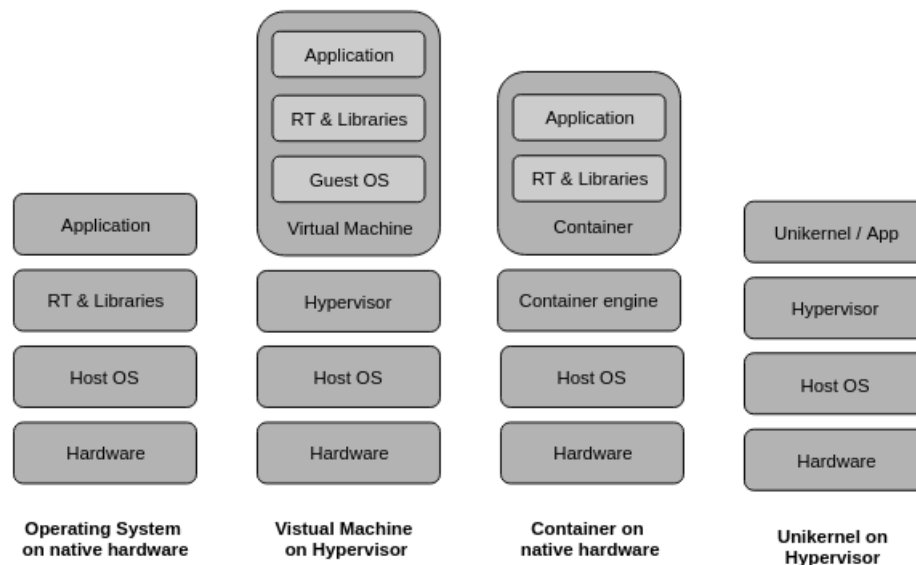 Application
RT & Libraries
Host OS
Hardware
Operating System
on native hardware
Application
RT & Libraries
Guest OS
Virtual Machine
Hypervisor
Host OS
Hardware
Vistual Machine
on Hypervisor
Application
RT & Libraries
Container
Container engine
Host OS
Hardware
Container on
native hardware
Unikernel / App
Hypervisor
Host OS
Hardware
Unikernel on
Hypervisor